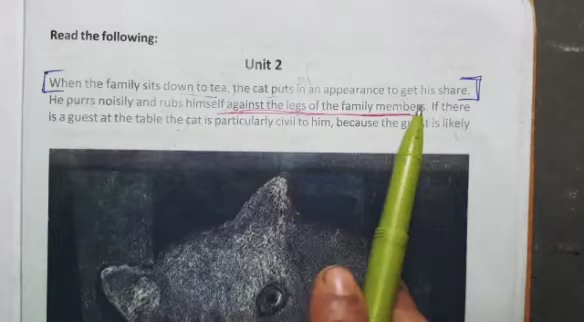 Read the following:
Unit 2
When the family sits down to tea, the cat puts in an appearance to get his share.
He purrs noisily and rubs himself against the legs of the family members. If there
is a guest at the table the cat is particularly civil to him, because the is likely